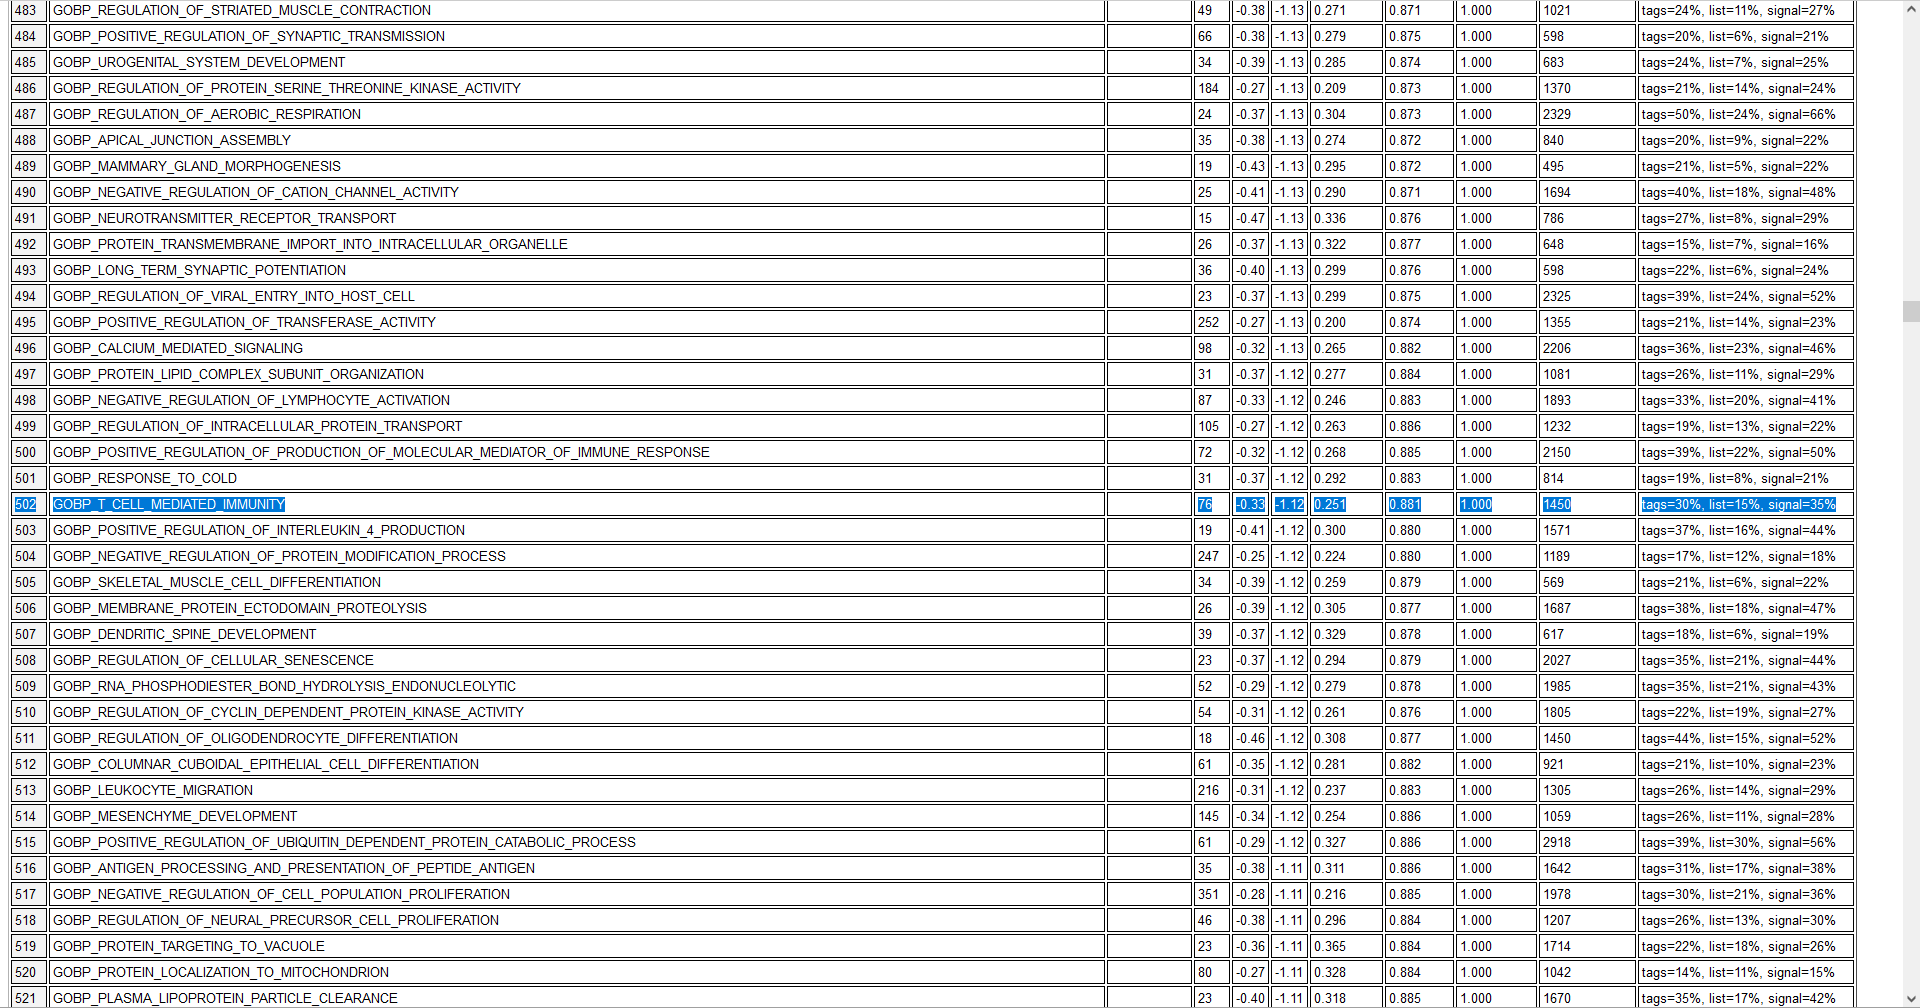 483 GOBP_REGULATION_OF_STRIATED_MUSCLE_CONTRACTION 49 -0.38 -1.13 0.271 0.871 1.000 1021 tags=24%, list=11%, signal=27%
484 GOBP_POSITIVE_REGULATION_OF_SYNAPTIC_TRANSMISSION 66 -0.38 -1.13 0.279 0.875 1.000 598 tags=20%, list=6%, signal=21%
485 GOBP_UROGENITAL_SYSTEM_DEVELOPMENT 34 -0.39 -1.13 0.285 0.874 1.000 683 tags=24%, list=7%, signal=25%
486 GOBP_REGULATION_OF_PROTEIN_SERINE_THREONINE_KINASE_ACTIVITY 184 -0.27 -1.13 0.209 0.873 1.000 1370 tags=21%, list=14%, signal=24%
487 GOBP_REGULATION_OF_AEROBIC_RESPIRATION 24 -0.37 -1.13 0.304 0.873 1.000 2329 tags=50%, list=24%, signal=66%
488 GOBP_APICAL_JUNCTION_ASSEMBLY 35 -0.38 -1.13 0.274 0.872 1.000 840 tags=20%, list=9%, signal=22%
489 GOBP_MAMMARY_GLAND_MORPHOGENESIS 19 -0.43 -1.13 0.295 0.872 1.000 495 tags=21%, list=5%, signal=22%
490 GOBP_NEGATIVE_REGULATION_OF_CATION_CHANNEL_ACTIVITY 25 -0.41 -1.13 0.290 0.871 1.000 1694 tags=40%, list=18%, signal=48%
491 GOBP_NEUROTRANSMITTER_RECEPTOR_TRANSPORT 15 -0.47 -1.13 0.336 0.876 1.000 786 tags=27%, list=8%, signal=29%
492 GOBP_PROTEIN_TRANSMEMBRANE_IMPORT_INTO_INTRACELLULAR_ORGANELLE 26 -0.37 -1.13 0.322 0.877 1.000 648 tags=15%, list=7%, signal=16%
493 GOBP_LONG_TERM_SYNAPTIC_POTENTIATION 36 -0.40 -1.13 0.299 0.876 1.000 598 tags=22%, list=6%, signal=24%
494 GOBP_REGULATION_OF_VIRAL_ENTRY_INTO_HOST_CELL 23 -0.37 -1.13 0.299 0.875 1.000 2325 tags=39%, list=24%, signal=52%
495 GOBP_POSITIVE_REGULATION_OF_TRANSFERASE_ACTIVITY 252 -0.27 -1.13 0.200 0.874 1.000 1355 tags=21%, list=14%, signal=23%
496 GOBP_CALCIUM_MEDIATED_SIGNALING 98 -0.32 -1.13 0.265 0.882 1.000 2206 tags=36%, list=23%, signal=46%
497 GOBP_PROTEIN_LIPID_COMPLEX_SUBUNIT_ORGANIZATION 31 -0.37 -1.12 0.277 0.884 1.000 1081 tags=26%, list=11%, signal=29%
498 GOBP_NEGATIVE_REGULATION_OF_LYMPHOCYTE_ACTIVATION 87 -0.33 -1.12 0.246 0.883 1.000 1893 tags=33%, list=20%, signal=41%
499 GOBP_REGULATION_OF_INTRACELLULAR_PROTEIN_TRANSPORT 105 -0.27 -1.12 0.263 0.886 1.000 1232 tags=19%, list=13%, signal=22%
500 GOBP_POSITIVE_REGULATION_OF_PRODUCTION_OF_MOLECULAR_MEDIATOR_OF_IMMUNE_RESPONSE 72 -0.32 -1.12 0.268 0.885 1.000 2150 tags=39%, list=22%, signal=50%
501 GOBP_RESPONSE_TO_COLD 31 -0.37 -1.12 0.292 0.883 1.000 814 tags=19%, list=8%, signal=21%
502 GOBP_T_CELL_MEDIATED_IMMUNITY 76 -0.33 -1.12 0.251 0.881 1.000 1450 tags=30%, list=15%, signal=35%
503 GOBP_POSITIVE_REGULATION_OF_INTERLEUKIN_4_PRODUCTION 19 -0.41 -1.12 0.300 0.880 1.000 1571 tags=37%, list=16%, signal=44%
504 GOBP_NEGATIVE_REGULATION_OF_PROTEIN_MODIFICATION_PROCESS 247 -0.25 -1.12 0.224 0.880 1.000 1189 tags=17%, list=12%, signal=18%
505 GOBP_SKELETAL_MUSCLE_CELL_DIFFERENTIATION 34 -0.39 -1.12 0.259 0.879 1.000 569 tags=21%, list=6%, signal=22%
506 GOBP_MEMBRANE_PROTEIN_ECTODOMAIN_PROTEOLYSIS 26 -0.39 -1.12 0.305 0.877 1.000 1687 tags=38%, list=18%, signal=47%
507 GOBP_DENDRITIC_SPINE_DEVELOPMENT 39 -0.37 -1.12 0.329 0.878 1.000 617 tags=18%, list=6%, signal=19%
508 GOBP_REGULATION_OF_CELLULAR_SENESCENCE 23 -0.37 -1.12 0.294 0.879 1.000 2027 tags=35%, list=21%, signal=44%
509 GOBP_RNA_PHOSPHODIESTER_BOND_HYDROLYSIS_ENDONUCLEOLYTIC 52 -0.29 -1.12 0.279 0.878 1.000 1985 tags=35%, list=21%, signal=43%
510 GOBP_REGULATION_OF_CYCLIN_DEPENDENT_PROTEIN_KINASE_ACTIVITY 54 -0.31 -1.12 0.261 0.876 1.000 1805 tags=22%, list=19%, signal=27%
511 GOBP_REGULATION_OF_OLIGODENDROCYTE_DIFFERENTIATION 18 -0.46 -1.12 0.308 0.877 1.000 1450 tags=44%, list=15%, signal=52%
512 GOBP_COLUMNAR_CUBOIDAL_EPITHELIAL_CELL_DIFFERENTIATION 61 -0.35 -1.12 0.281 0.882 1.000 921 tags=21%, list=10%, signal=23%
513 GOBP_LEUKOCYTE_MIGRATION 216 -0.31 -1.12 0.237 0.883 1.000 1305 tags=26%, list=14%, signal=29%
514 GOBP_MESENCHYME_DEVELOPMENT 145 -0.34 -1.12 0.254 0.886 1.000 1059 tags=26%, list=11%, signal=28%
515 GOBP_POSITIVE_REGULATION_OF_UBIQUITIN_DEPENDENT_PROTEIN_CATABOLIC_PROCESS 61 -0.29 -1.12 0.327 0.886 1.000 2918 tags=39%, list=30%, signal=56%
516 GOBP_ANTIGEN_PROCESSING_AND_PRESENTATION_OF_PEPTIDE_ANTIGEN 35 -0.38 -1.11 0.311 0.886 1.000 1642 tags=31%, list=17%, signal=38%
517 GOBP_NEGATIVE_REGULATION_OF_CELL_POPULATION_PROLIFERATION 351 -0.28 -1.11 0.216 0.885 1.000 1978 tags=30%, list=21%, signal=36%
518 GOBP_REGULATION_OF_NEURAL_PRECURSOR_CELL_PROLIFERATION 46 -0.38 -1.11 0.296 0.884 1.000 1207 tags=26%, list=13%, signal=30%
519 GOBP_PROTEIN_TARGETING_TO_VACUOLE 23 -0.36 -1.11 0.365 0.884 1.000 1714 tags=22%, list=18%, signal=26%
520 GOBP_PROTEIN_LOCALIZATION_TO_MITOCHONDRION 80 -0.27 -1.11 0.328 0.884 1.000 1042 tags=14%, list=11%, signal=15%
521 GOBP_PLASMA_LIPOPROTEIN_PARTICLE_CLEARANCE 23 -0.40 -1.11 0.318 0.885 1.000 1670 tags=35%, list=17%, signal=42%